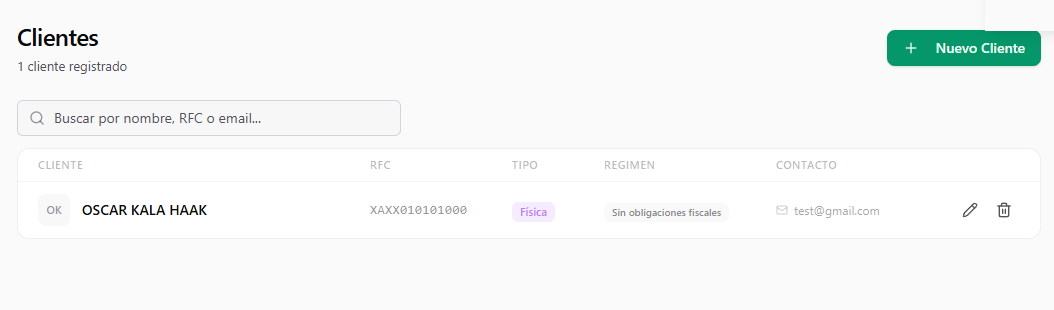 Clientes
1 cliente registrado
+ Nuevo Cliente
Buscar por nombre, RFC o email...
CLIENTE RFC TIPO REGIMEN CONTACTO
OK OSCAR KALA HAAK XAXX010101000 Física Sin obligaciones fiscales test@gmail.com